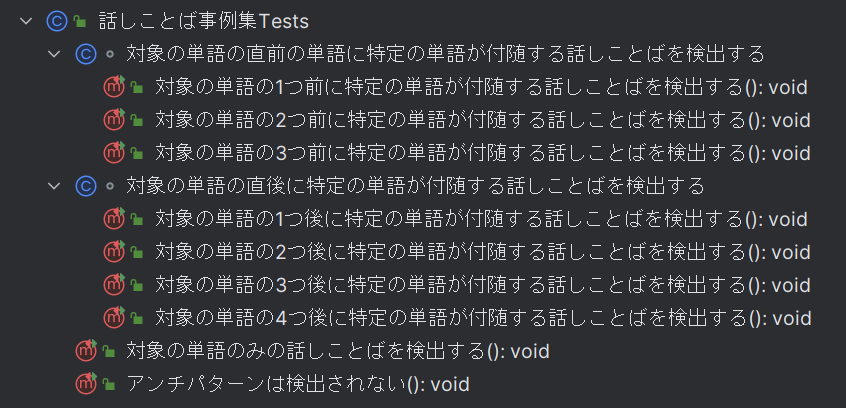 話しことば事例集Tests
対象の単語の直前の単語に特定の単語が付随する話しことばを検出する
対象の単語の1つ前に特定の単語が付随する話しことばを検出する(): void
対象の単語の2つ前に特定の単語が付随する話しことばを検出する(): void
対象の単語の3つ前に特定の単語が付随する話しことばを検出する(): void
対象の単語の直後に特定の単語が付随する話しことばを検出する
対象の単語の1つ後に特定の単語が付随する話しことばを検出する(): void
対象の単語の2つ後に特定の単語が付随する話しことばを検出する(): void
対象の単語の3つ後に特定の単語が付随する話しことばを検出する(): void
対象の単語の4つ後に特定の単語が付随する話しことばを検出する(): void
対象の単語のみの話しことばを検出する(): void
アンチパターンは検出されない(): void